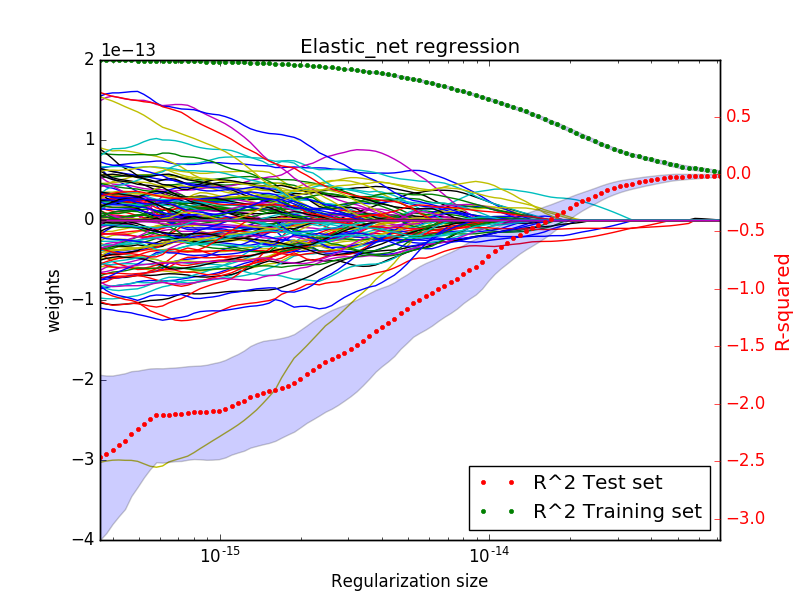 Elastic_net regression
1e−13
2
1
0
−1
−2
−3
−4
weights
10^-15
10^-14
Regularization size
0.5
0.0
−0.5
−1.0
−1.5
−2.0
−2.5
−3.0
R-squared
R^2 Test set
R^2 Training set